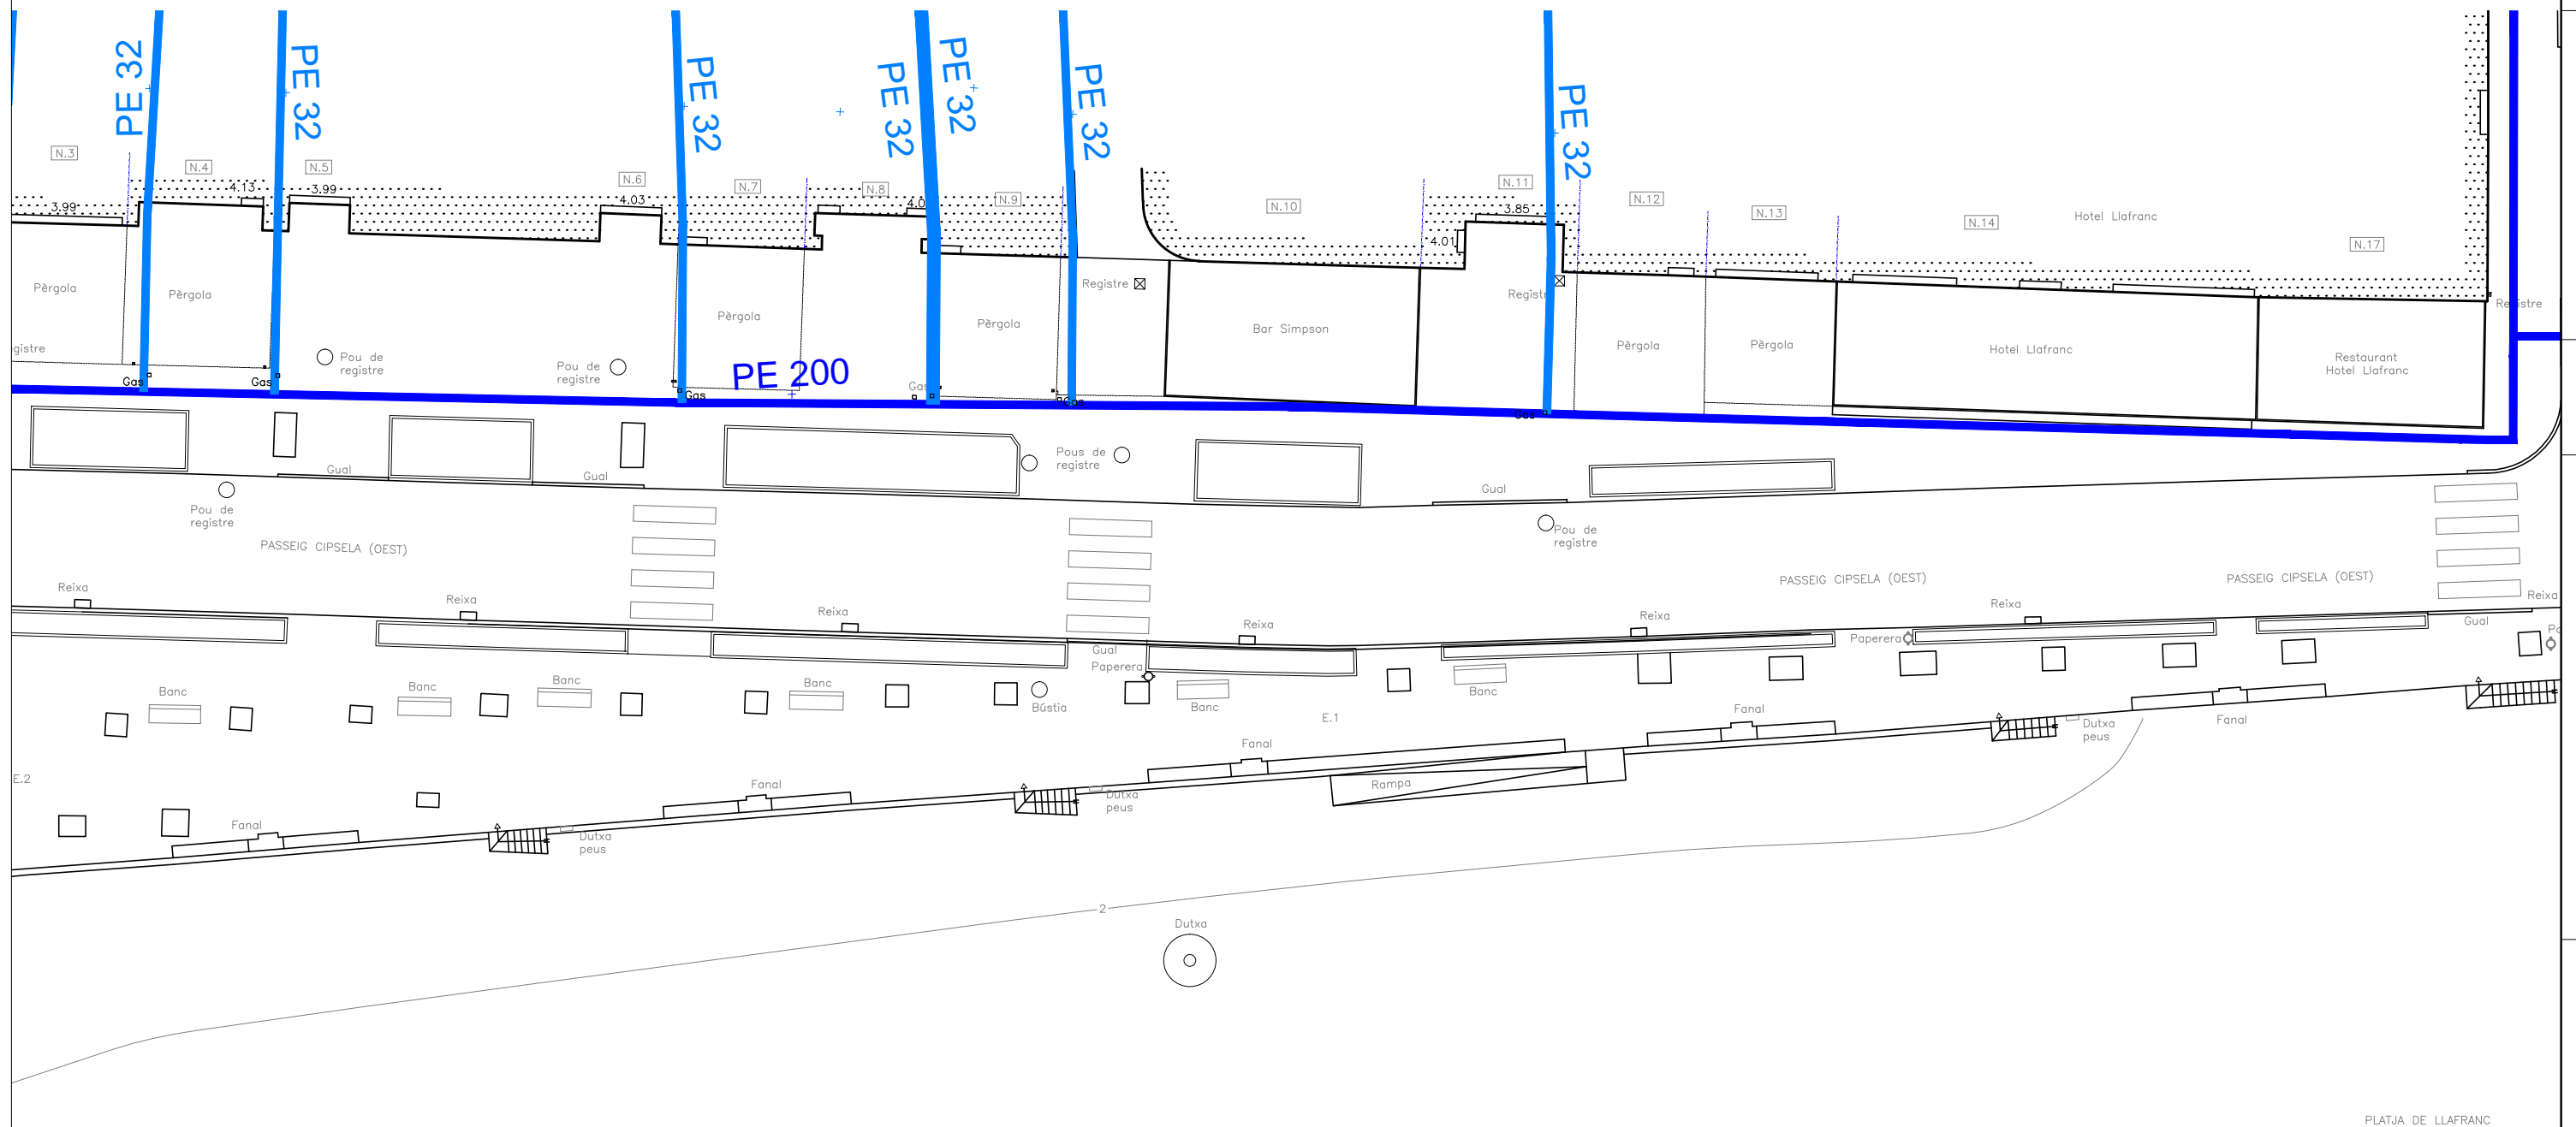 PE 32
PE 32
PE 32
PE 32
PE 32
PE 32
PE 32
N.3
N.4
N.5
N.6
N.7
N.8
N.9
N.10
N.11
N.12
N.13
N.14
Hotel Llafranc
N.17
3.99
4.13
3.99
4.03
4.0
3.85
4.01
Pèrgola
Pèrgola
Pèrgola
Pèrgola
Registre
Bar Simpson
Registr
Pèrgola
Pèrgola
Hotel Llafranc
Restaurant
Hotel Llafranc
gistre
Pou de
registre
Pou de
registre
PE 200
Gas
Gas
Gas
Gas
Gas
Gas
Gual
Gual
Pous de
registre
Gual
Pou de
registre
Pou de
registre
PASSEIG CIPSELA (OEST)
PASSEIG CIPSELA (OEST)
PASSEIG CIPSELA (OEST)
Reixa
Reixa
Reixa
Reixa
Reixa
Reixa
Reixa
Gual
Paperera
Paperera
Gual
Banc
Banc
Banc
Banc
Bústia
Banc
Banc
E.1
E.2
Fanal
Fanal
Fanal
Fanal
Fanal
Dutxa
peus
Dutxa
peus
Dutxa
peus
Rampa
2
Dutxa
PLATJA DE LLAFRANC